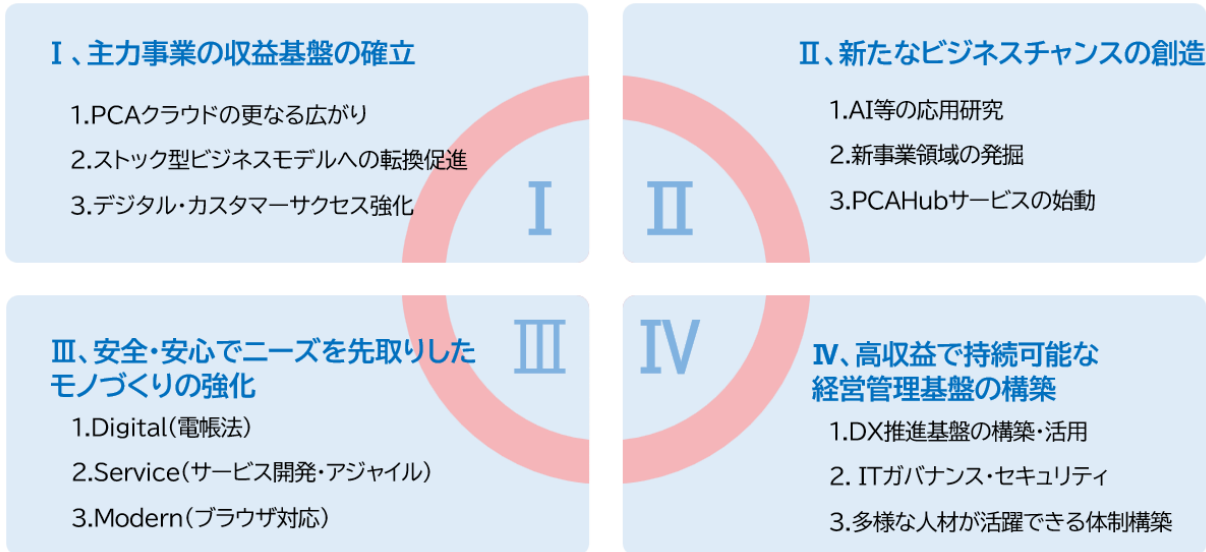 Ⅰ、主力事業の収益基盤の確立
1.PCAクラウドの更なる広がり
2.ストック型ビジネスモデルへの転換促進
3.デジタル・カスタマーサクセス強化
Ⅰ
Ⅱ、新たなビジネスチャンスの創造
1.AI等の応用研究
2.新事業領域の発掘
3.PCAHubサービスの始動
Ⅱ
Ⅲ、安全・安心でニーズを先取りした
モノづくりの強化
1.Digital(電帳法)
2.Service(サービス開発・アジャイル)
3.Modern(ブラウザ対応)
Ⅲ
Ⅳ、高収益で持続可能な
経営管理基盤の構築
1.DX推進基盤の構築・活用
2. ITガバナンス・セキュリティ
3.多様な人材が活躍できる体制構築
Ⅳ